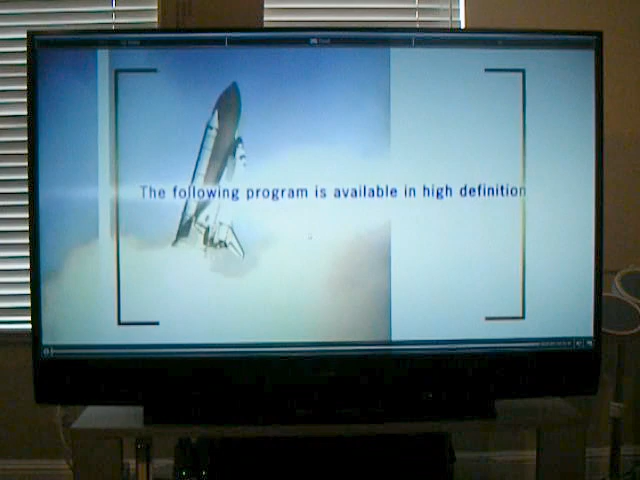 The following program is available in high definition